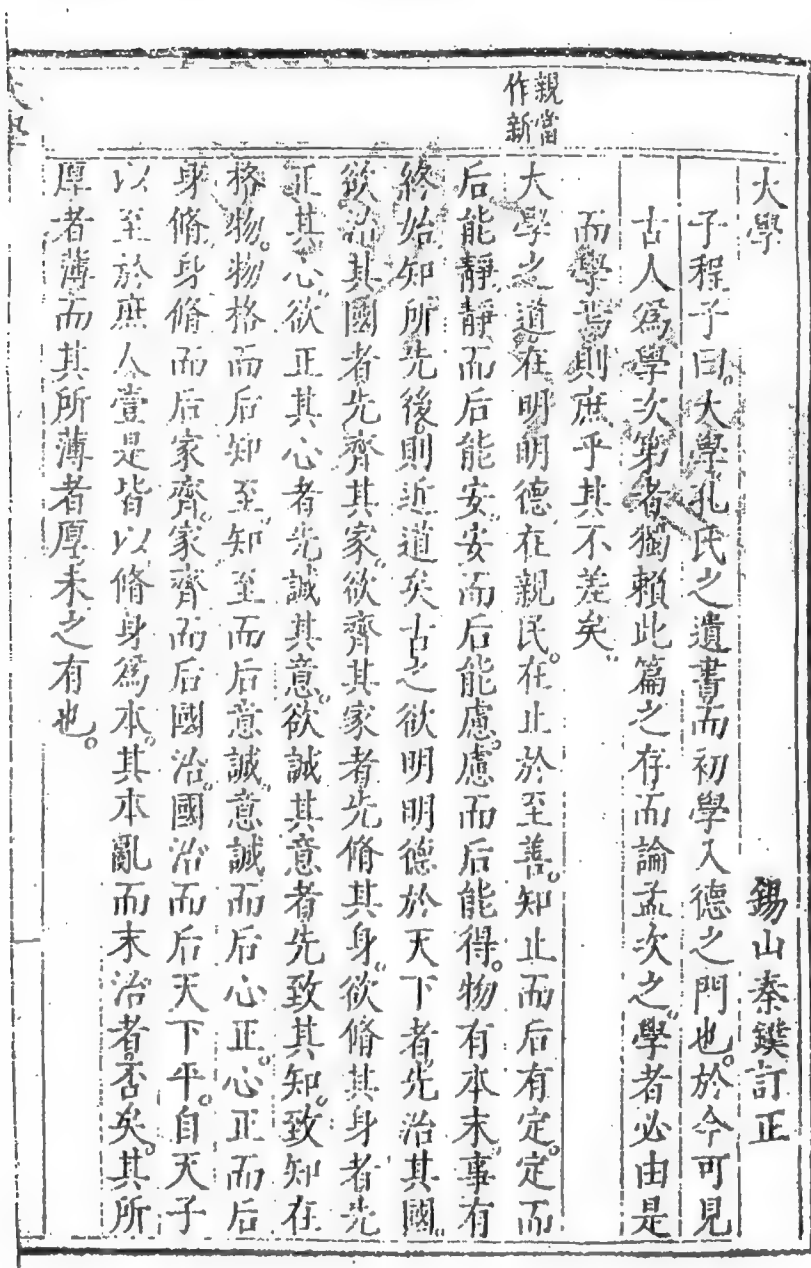 大學
錫山秦鏷訂正
子程子曰。大學孔氏之遺書而初學入德之門也。於今可見
古人爲學次第者獨賴此篇之存而論孟次之。學者必由是
而學焉則庶乎其不差矣。
親當
作新
大學之道在明明德。在親民。在止於至善。知止而后有定。定而
后能靜。靜而后能安。安而后能慮。慮而后能得。物有本末。事有
終始知所先後。則近道矣古之欲明明德於天下者。先治其國。
欲治其國者先齊其家。欲齊其家者先脩其身。欲脩其身者先
正其心。欲正其心者先誠其意。欲誠其意者先致其知。致知在
格物。物格而后知至。知至而后意誠。意誠而后心正。心正而后
身脩。身脩而后家齊。家齊而后國治。國治而后天下平。自天子
以至於庶人壹是皆以脩身爲本。其本亂而末治者。否矣。其所
厚者薄而其所薄者厚。未之有也。
大學